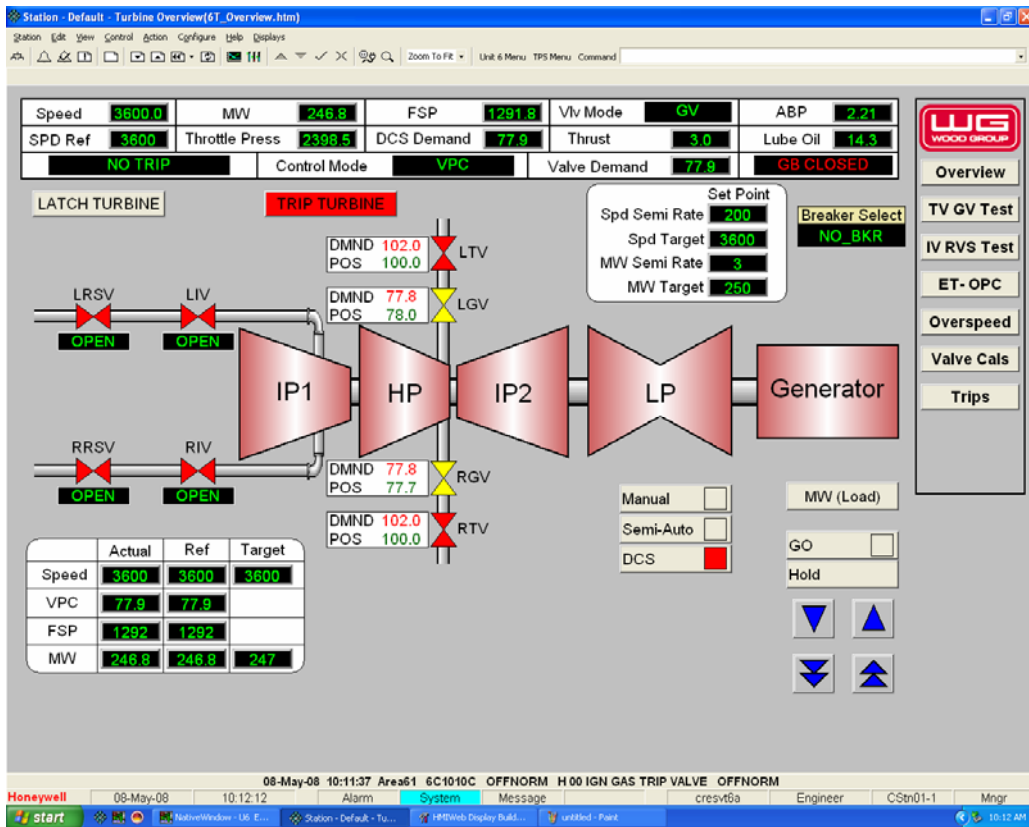 Station - Default - Turbine Overview(6T_Overview.htm)
Station Edit View Control Action Configure Help Displays
Zoom To Fit Unit 6 Menu TPS Menu Command
Speed 3600.0 MW 246.8 FSP 1291.8 Vlv Mode GV ABP 2.21
SPD Ref 3600 Throttle Press 2398.5 DCS Demand 77.9 Thrust 3.0 Lube Oil 14.3
NO TRIP Control Mode VPC Valve Demand 77.9 GB CLOSED
WG
WOOD GROUP
Overview
TV GV Test
IV RVS Test
ET- OPC
Overspeed
Valve Cals
Trips
LATCH TURBINE
TRIP TURBINE
Set Point
Spd Semi Rate 200
Spd Target 3600
MW Semi Rate 3
MW Target 250
Breaker Select
NO_BKR
DMND 102.0
POS 100.0
LTV
DMND 77.8
POS 78.0
LGV
LRSV
OPEN
LIV
OPEN
IP1
HP
IP2
LP
Generator
RRSV
OPEN
RIV
OPEN
DMND 77.8
POS 77.7
RGV
DMND 102.0
POS 100.0
RTV
Manual
Semi-Auto
DCS
MW (Load)
GO
Hold
Actual Ref Target
Speed 3600 3600 3600
VPC 77.9 77.9
FSP 1292 1292
MW 246.8 246.8 247
08-May-08 10:11:37 Area61 6C1010C OFFNORM H 00 IGN GAS TRIP VALVE OFFNORM
Honeywell 08-May-08 10:12:12 Alarm System Message cresvt6a Engineer CStn01-1 Mngr
start NativeWindow - U6 E... Station - Default - Tu... HMIWeb Display Build... untitled - Paint 10:12 AM